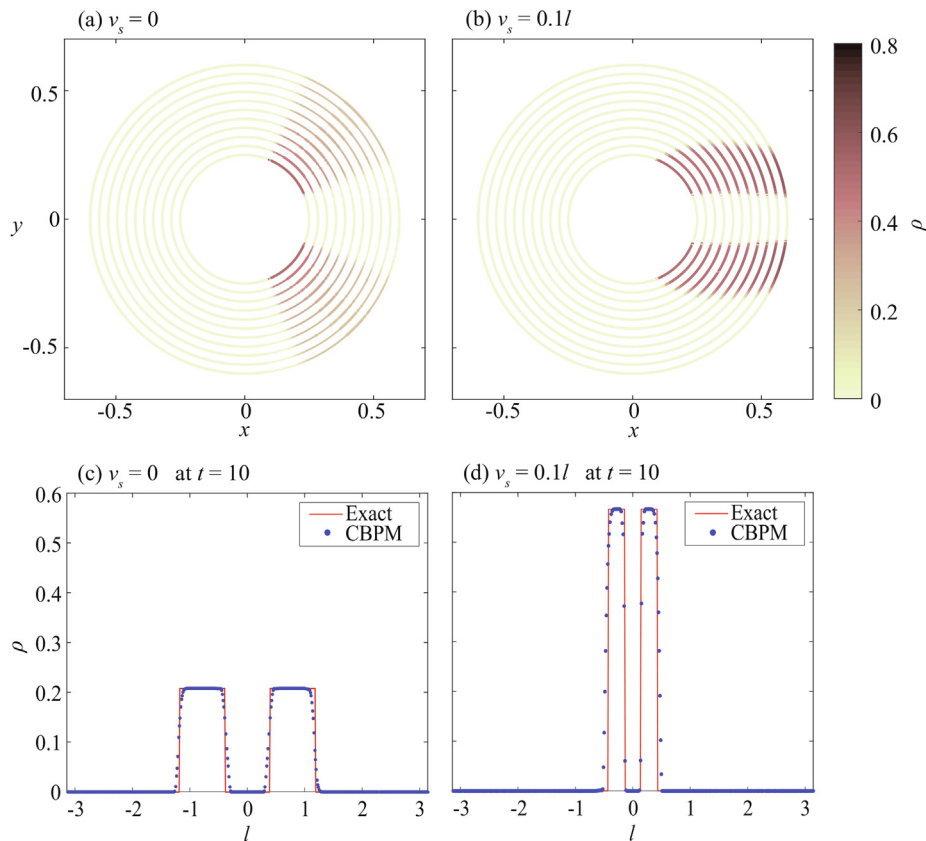 (a) v_s = 0
(b) v_s = 0.1l
0.5
0
-0.5
y
-0.5 0 0.5
x
-0.5 0 0.5
x
0.8
0.6
0.4
0.2
0
ρ
(c) v_s = 0 at t = 10
(d) v_s = 0.1l at t = 10
0.6
0.5
0.4
0.3
0.2
0.1
0
ρ
Exact
CBPM
Exact
CBPM
-3 -2 -1 0 1 2 3
l
-3 -2 -1 0 1 2 3
l